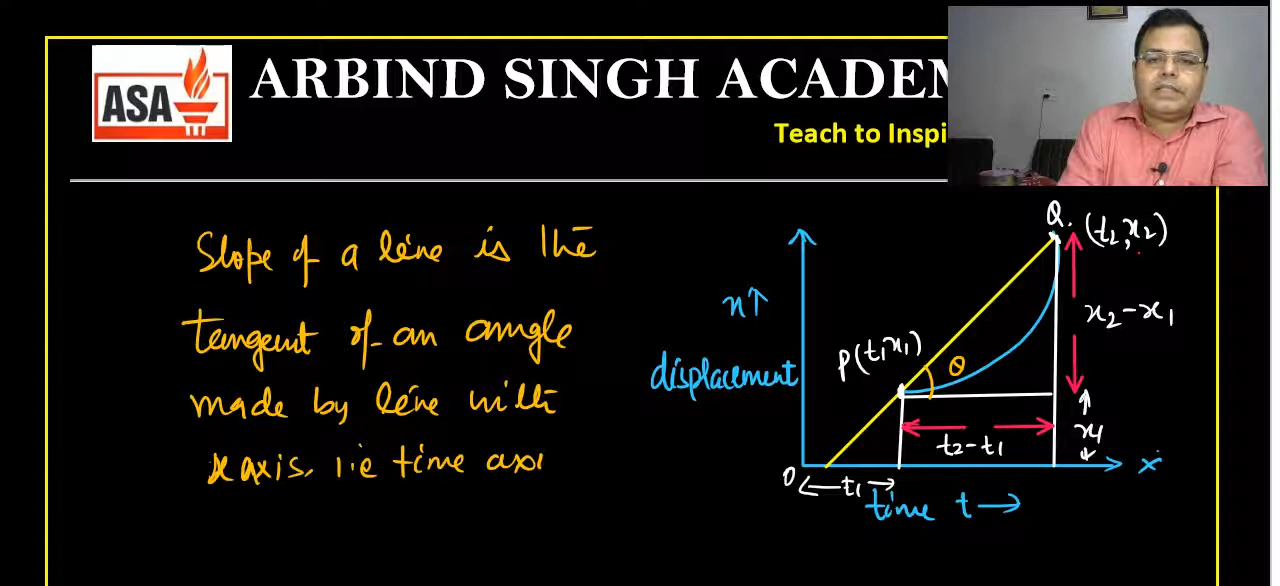 ASA
ARBIND SINGH ACADEM
Teach to Inspi
Slope of a line is the
tangent of an angle
made by line with
x axis. i.e time axi
Q. (t2, x2)
x↑
x2-x1
P(t1 x1)
θ
displacement
x1
t2-t1
O
t1
x
time t→